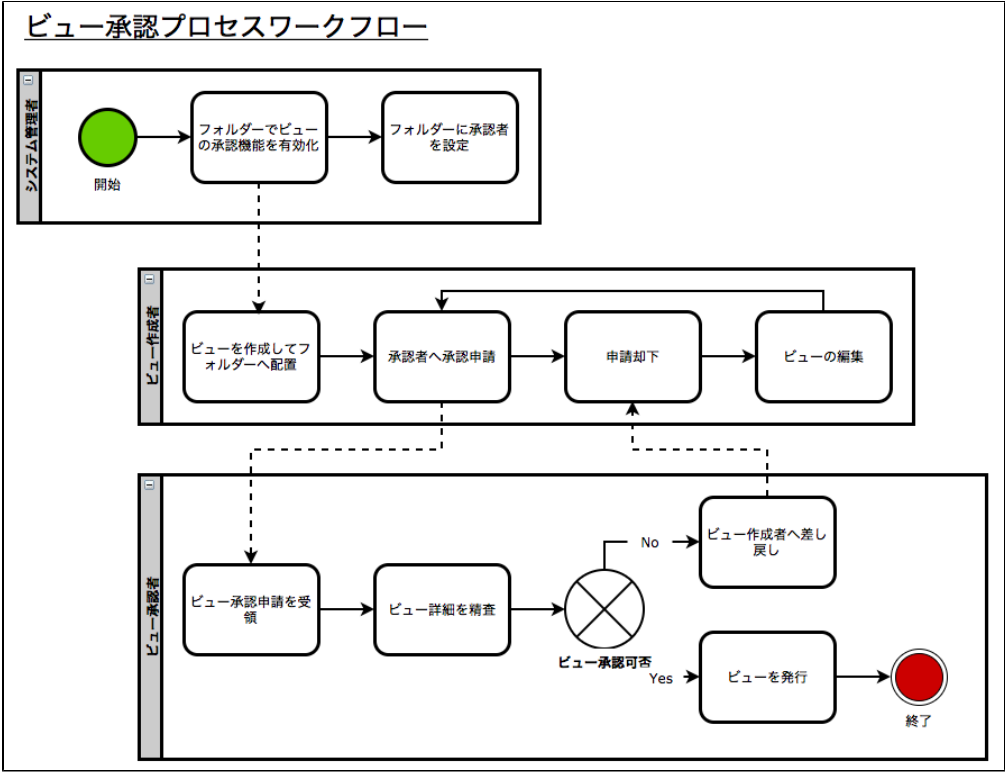 ビュー承認プロセスワークフロー
システム管理者
開始
フォルダーでビュー
の承認機能を有効化
フォルダーに承認者
を設定
ビュー作成者
ビューを作成してフ
ォルダーへ配置
承認者へ承認申請
申請却下
ビューの編集
ビュー承認者
ビュー承認申請を受
領
ビュー詳細を精査
ビュー承認可否
No
ビュー作成者へ差し
戻し
Yes
ビューを発行
終了